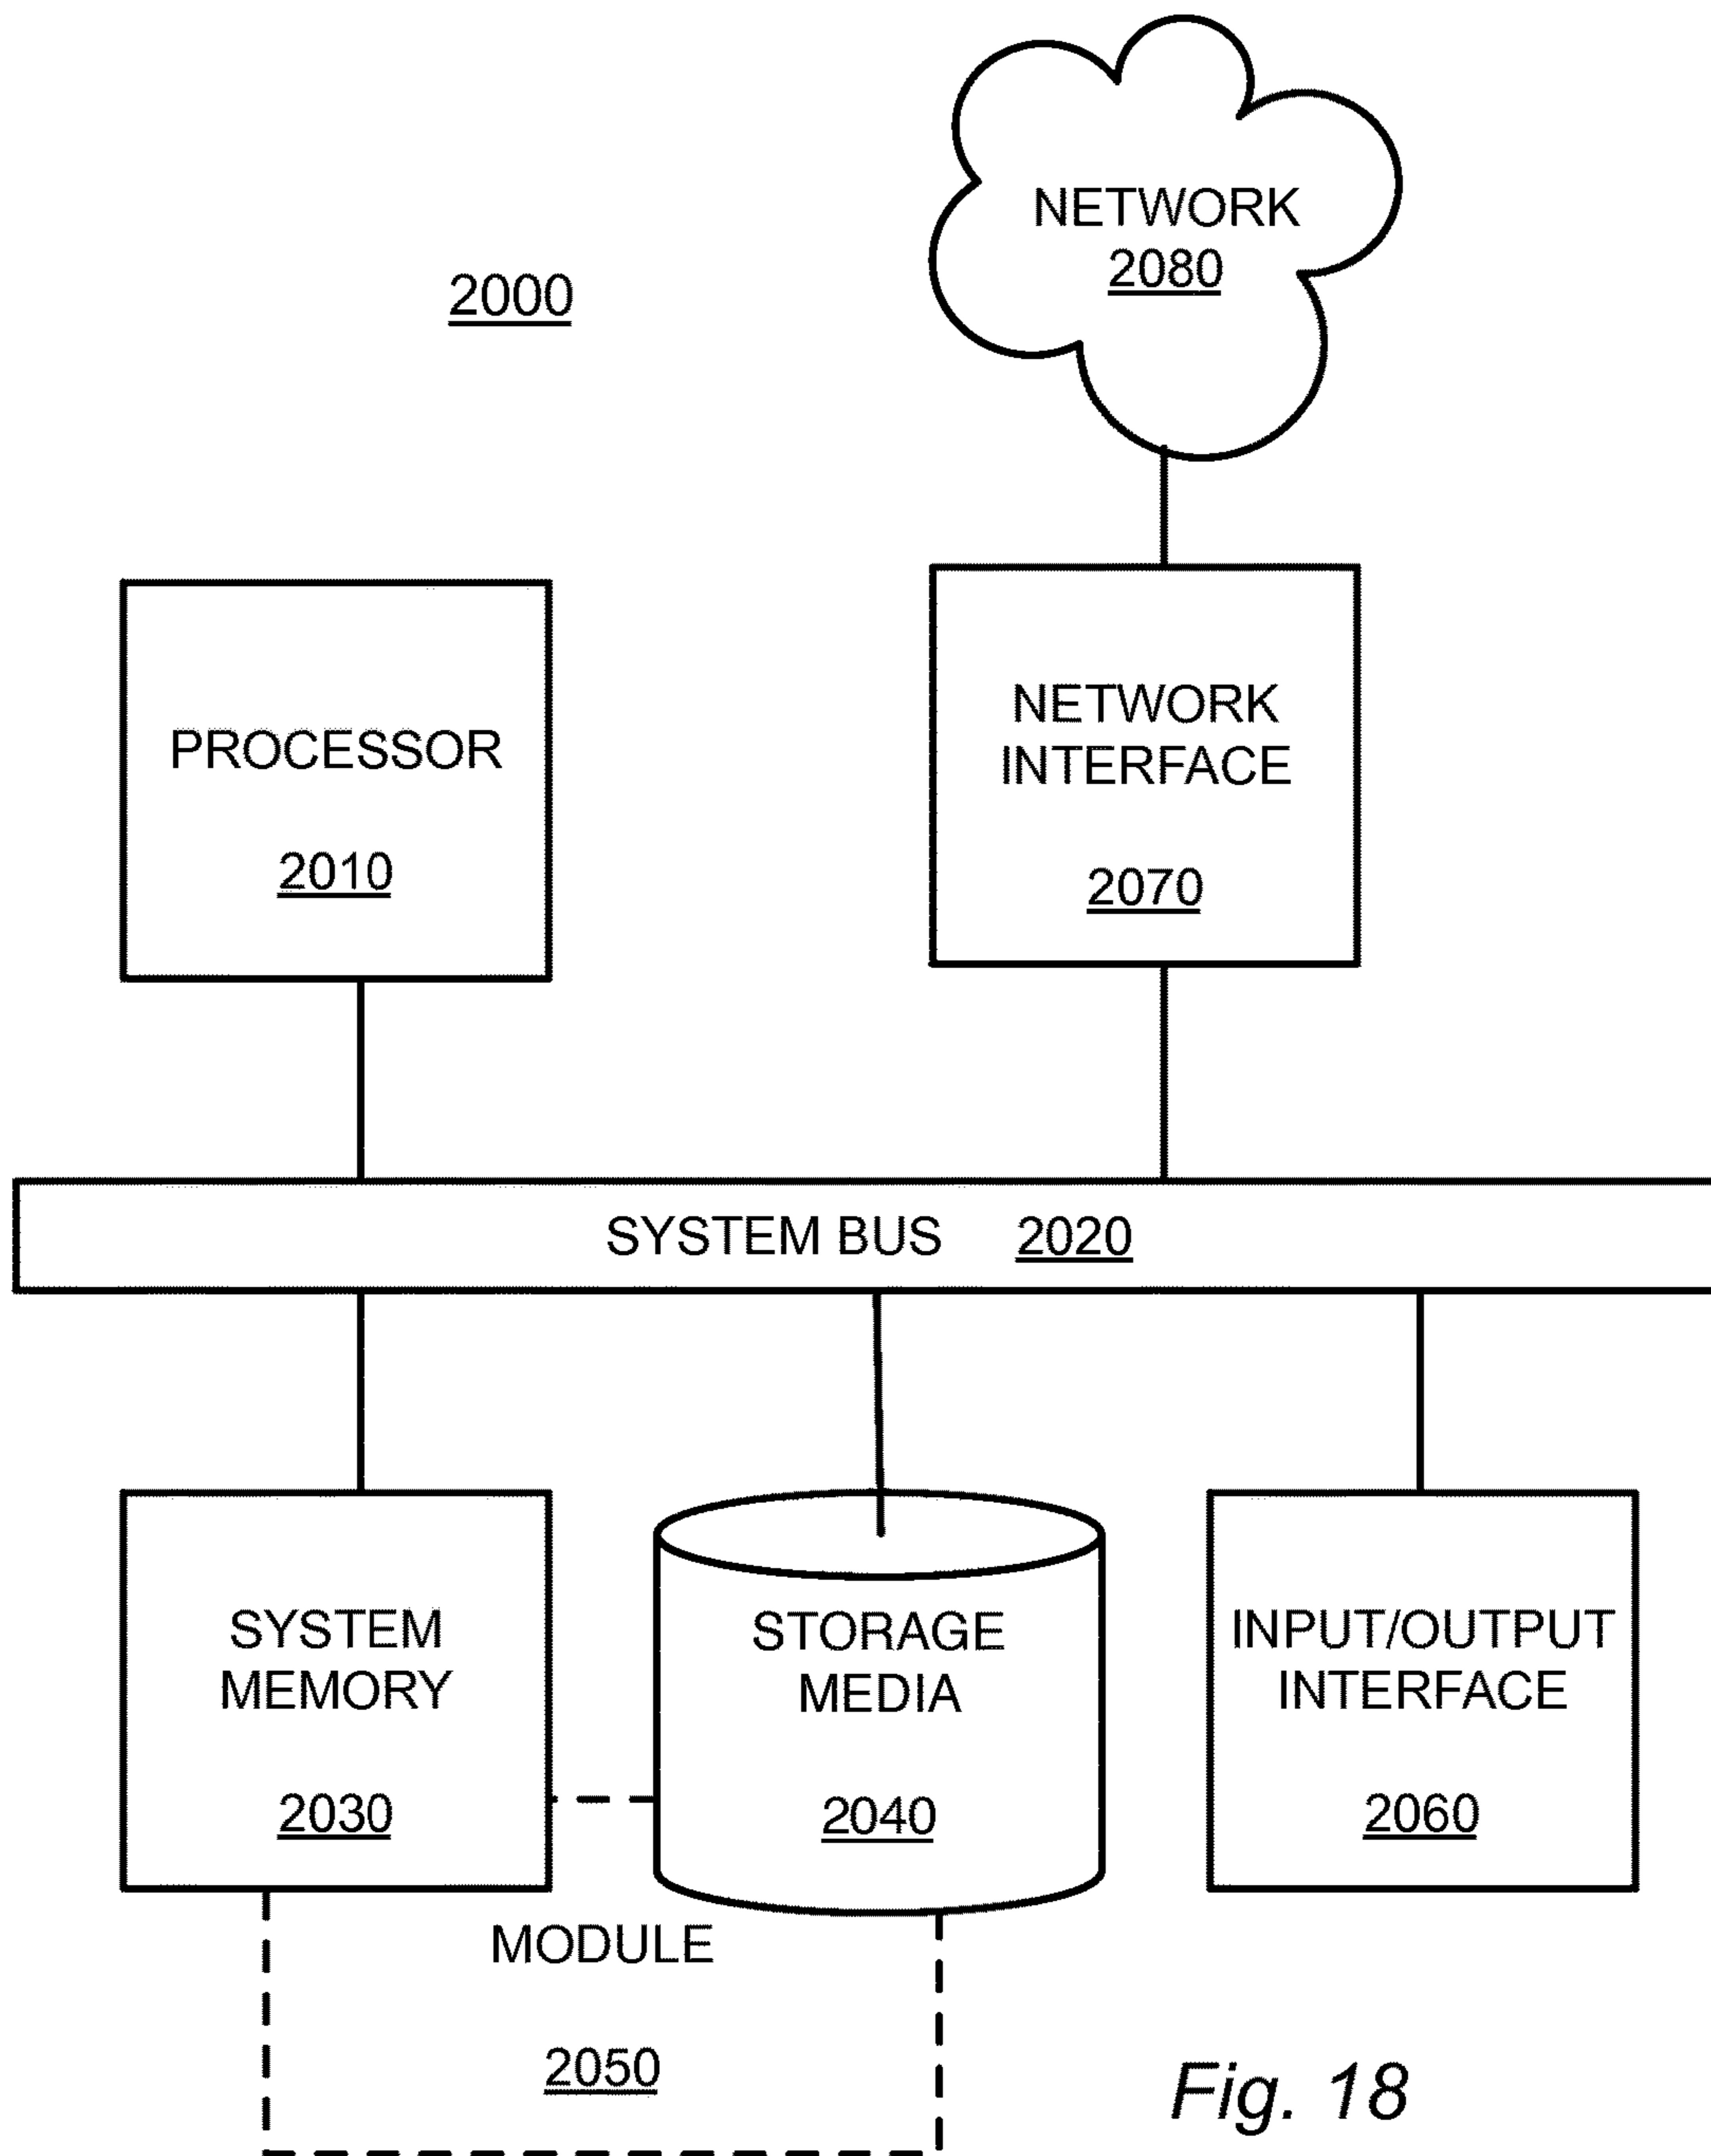 NETWORK
2080
2000
PROCESSOR
2010
NETWORK
INTERFACE
2070
SYSTEM BUS 2020
SYSTEM
MEMORY
2030
STORAGE
MEDIA
2040
INPUT/OUTPUT
INTERFACE
2060
MODULE
2050
Fig. 18